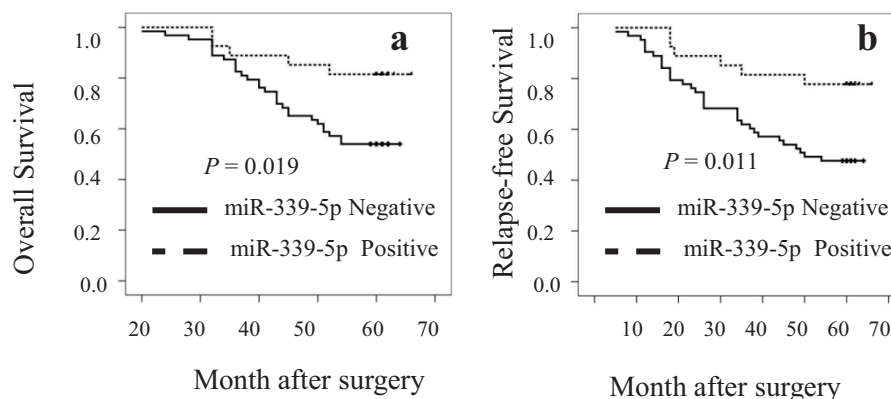 a
Overall Survival
1.0
0.8
0.6
0.4
0.2
0.0
P = 0.019
miR-339-5p Negative
miR-339-5p Positive
20 30 40 50 60 70
Month after surgery
b
Relapse-free Survival
1.0
0.8
0.6
0.4
0.2
0.0
P = 0.011
miR-339-5p Negative
miR-339-5p Positive
10 20 30 40 50 60 70
Month after surgery